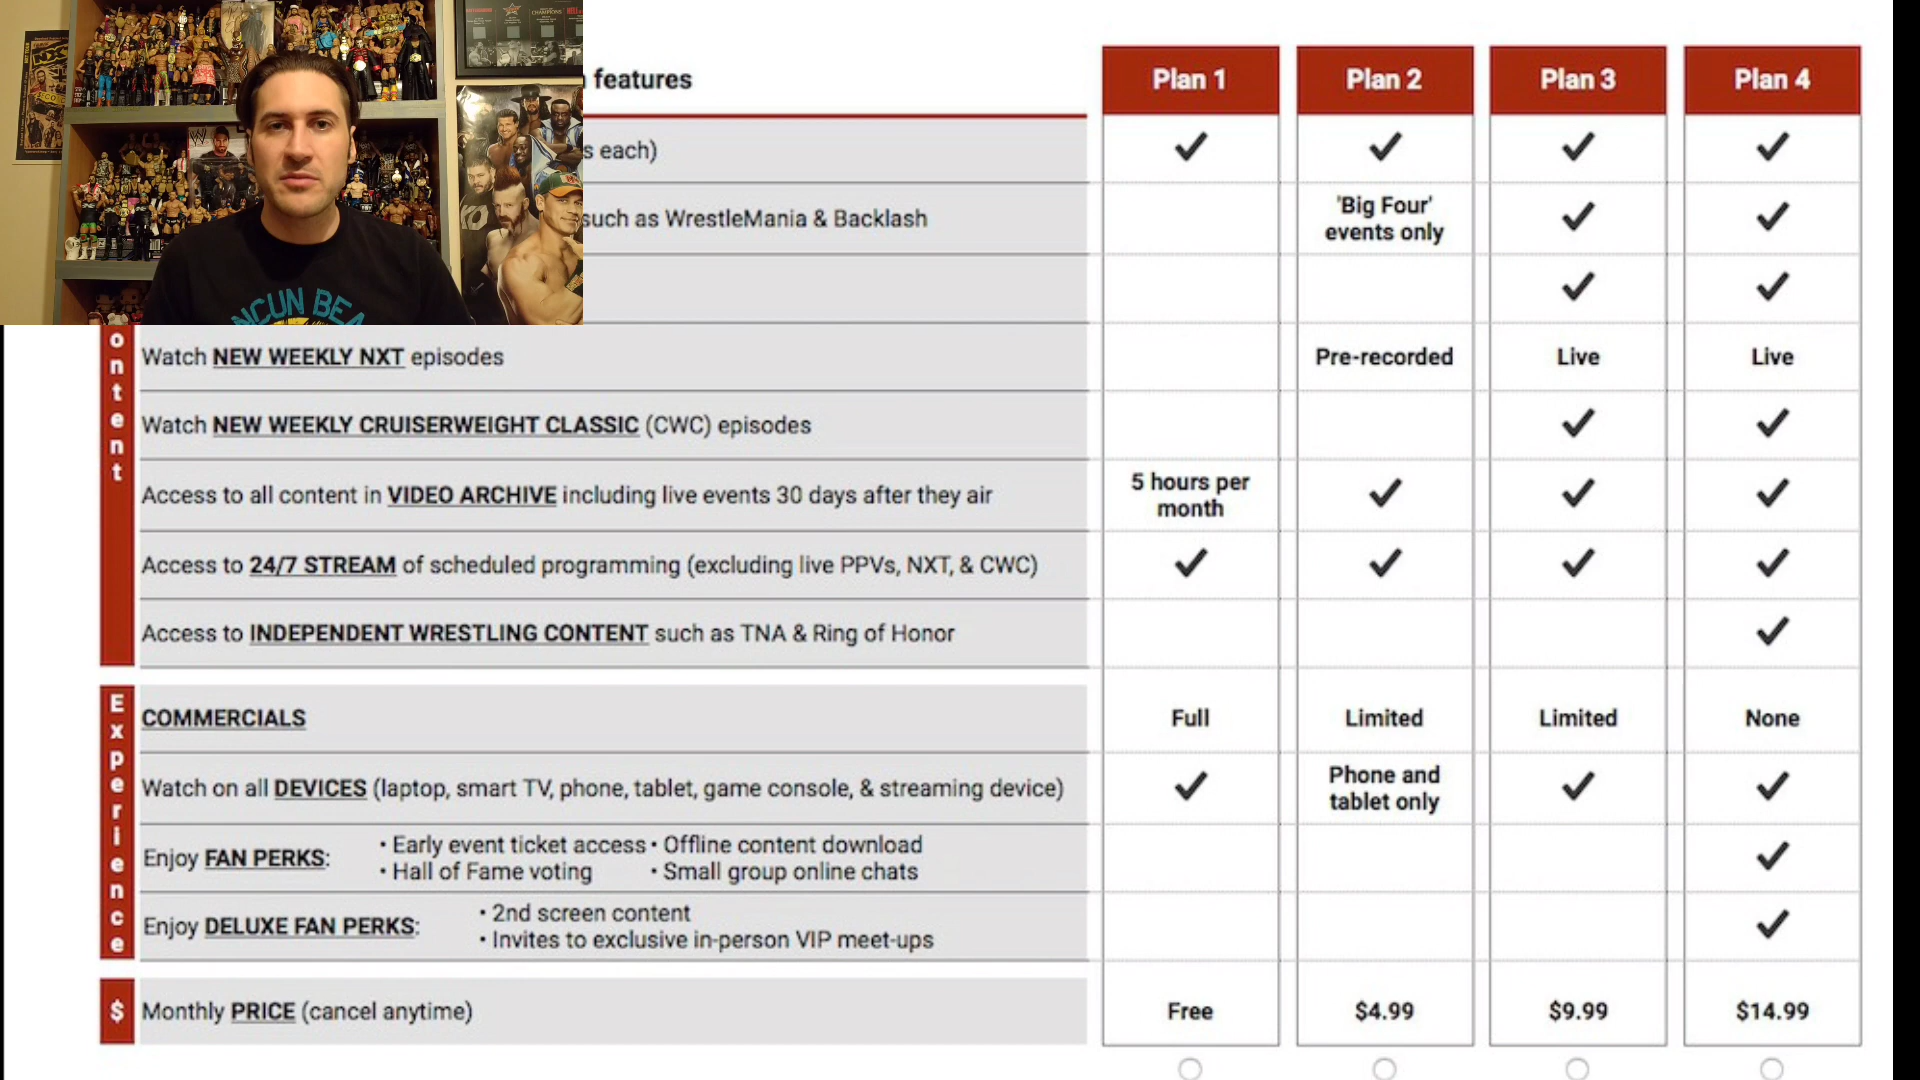 features
Plan 1
Plan 2
Plan 3
Plan 4
s each)
such as WrestleMania & Backlash
'Big Four'
events only
Content
Watch NEW WEEKLY NXT episodes
Pre-recorded
Live
Live
Watch NEW WEEKLY CRUISERWEIGHT CLASSIC (CWC) episodes
Access to all content in VIDEO ARCHIVE including live events 30 days after they air
5 hours per
month
Access to 24/7 STREAM of scheduled programming (excluding live PPVs, NXT, & CWC)
Access to INDEPENDENT WRESTLING CONTENT such as TNA & Ring of Honor
Experience
COMMERCIALS
Full
Limited
Limited
None
Watch on all DEVICES (laptop, smart TV, phone, tablet, game console, & streaming device)
Phone and
tablet only
Enjoy FAN PERKS:
• Early event ticket access • Offline content download
• Hall of Fame voting • Small group online chats
Enjoy DELUXE FAN PERKS:
• 2nd screen content
• Invites to exclusive in-person VIP meet-ups
$
Monthly PRICE (cancel anytime)
Free
$4.99
$9.99
$14.99
NCUN BEA